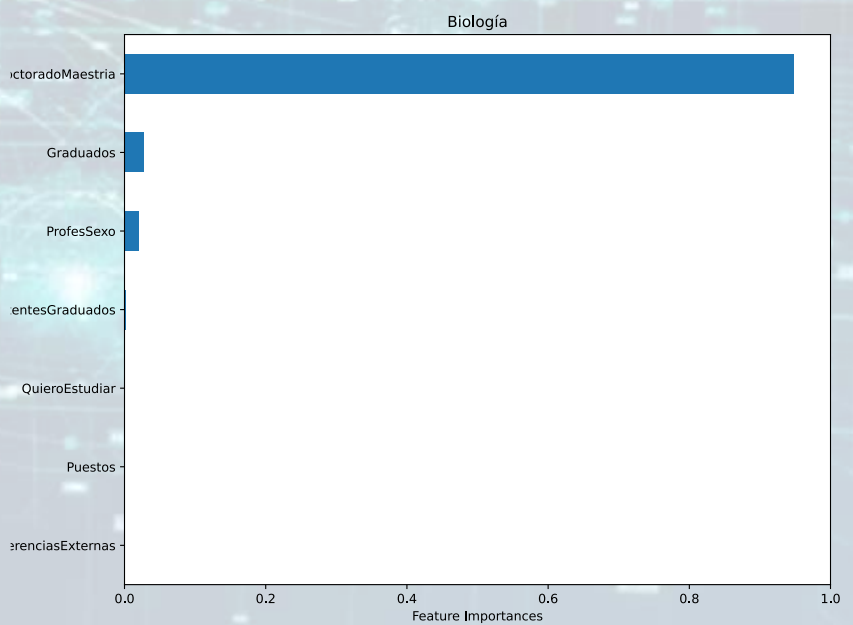 Biología
octoradoMaestria
Graduados
ProfesSexo
entesGraduados
QuieroEstudiar
Puestos
erenciasExternas
0.0 0.2 0.4 0.6 0.8 1.0
Feature Importances